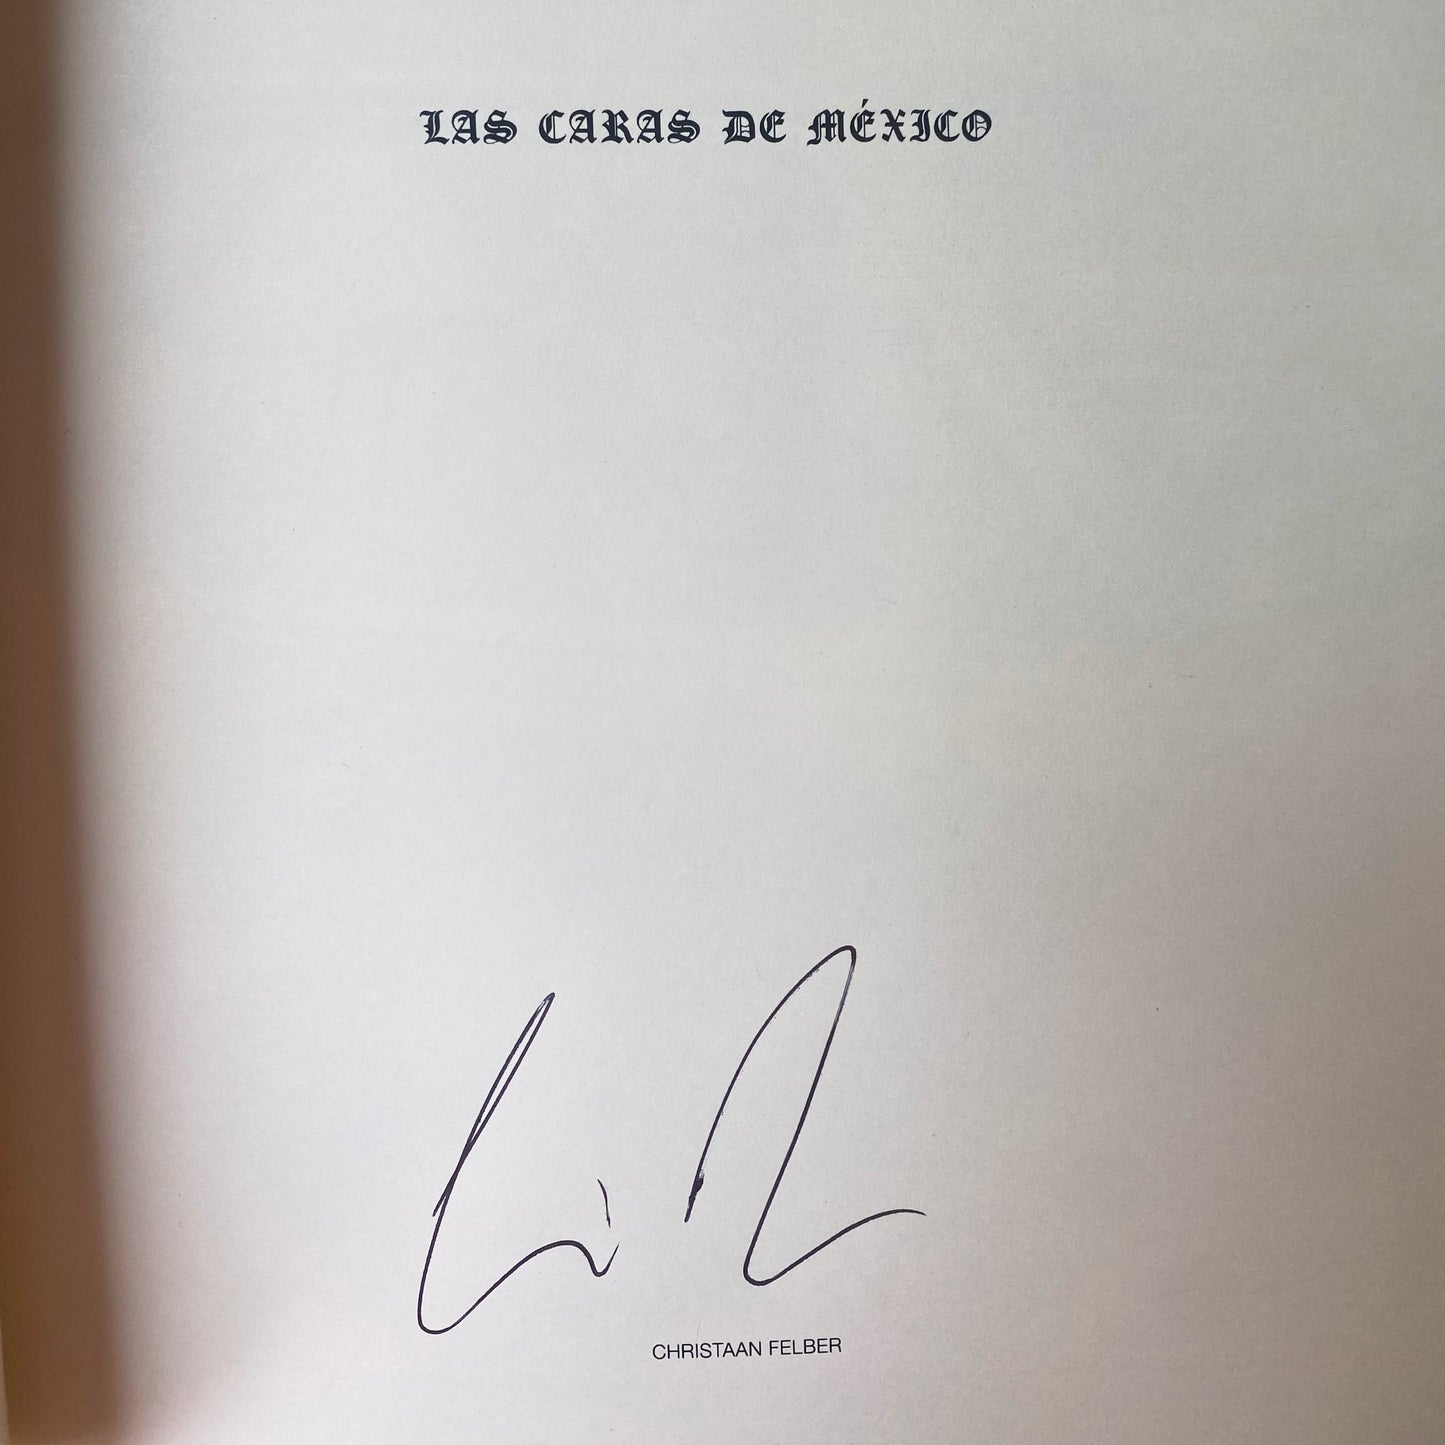 LAS CARAS DE MÉXICO
CHRISTAAN FELBER